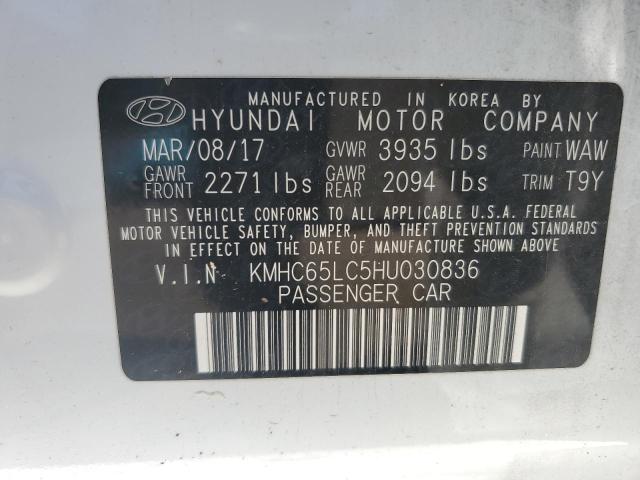 MANUFACTURED IN KOREA BY
HYUNDAI MOTOR COMPANY
MAR/08/17 GVWR 3935 lbs PAINT WAW
GAWR FRONT 2271 lbs GAWR REAR 2094 lbs TRIM T9Y
THIS VEHICLE CONFORMS TO ALL APPLICABLE U.S.A. FEDERAL
MOTOR VEHICLE SAFETY, BUMPER, AND THEFT PREVENTION STANDARDS
IN EFFECT ON THE DATE OF MANUFACTURE SHOWN ABOVE
V.I.N KMHC65LC5HU030836
PASSENGER CAR